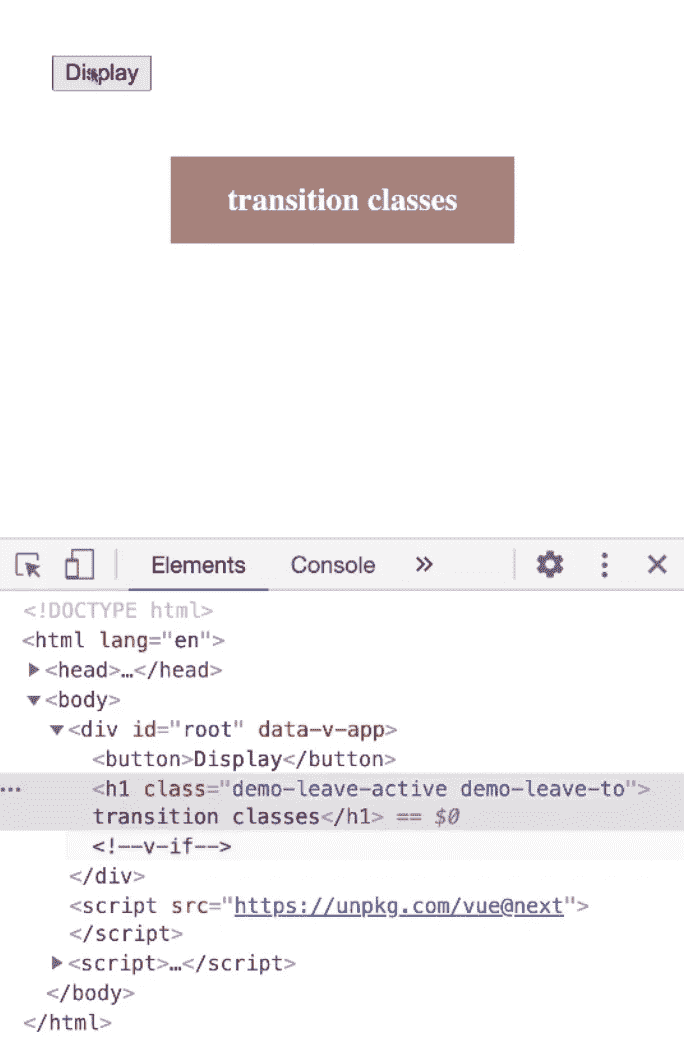 Display
transition classes
Elements Console »
<!DOCTYPE html>
<html lang="en">
<head>…</head>
<body>
<div id="root" data-v-app>
<button>Display</button>
<h1 class="demo-leave-active demo-leave-to">
transition classes</h1> == $0
<!--v-if-->
</div>
<script src="https://unpkg.com/vue@next">
</script>
<script>…</script>
</body>
</html>